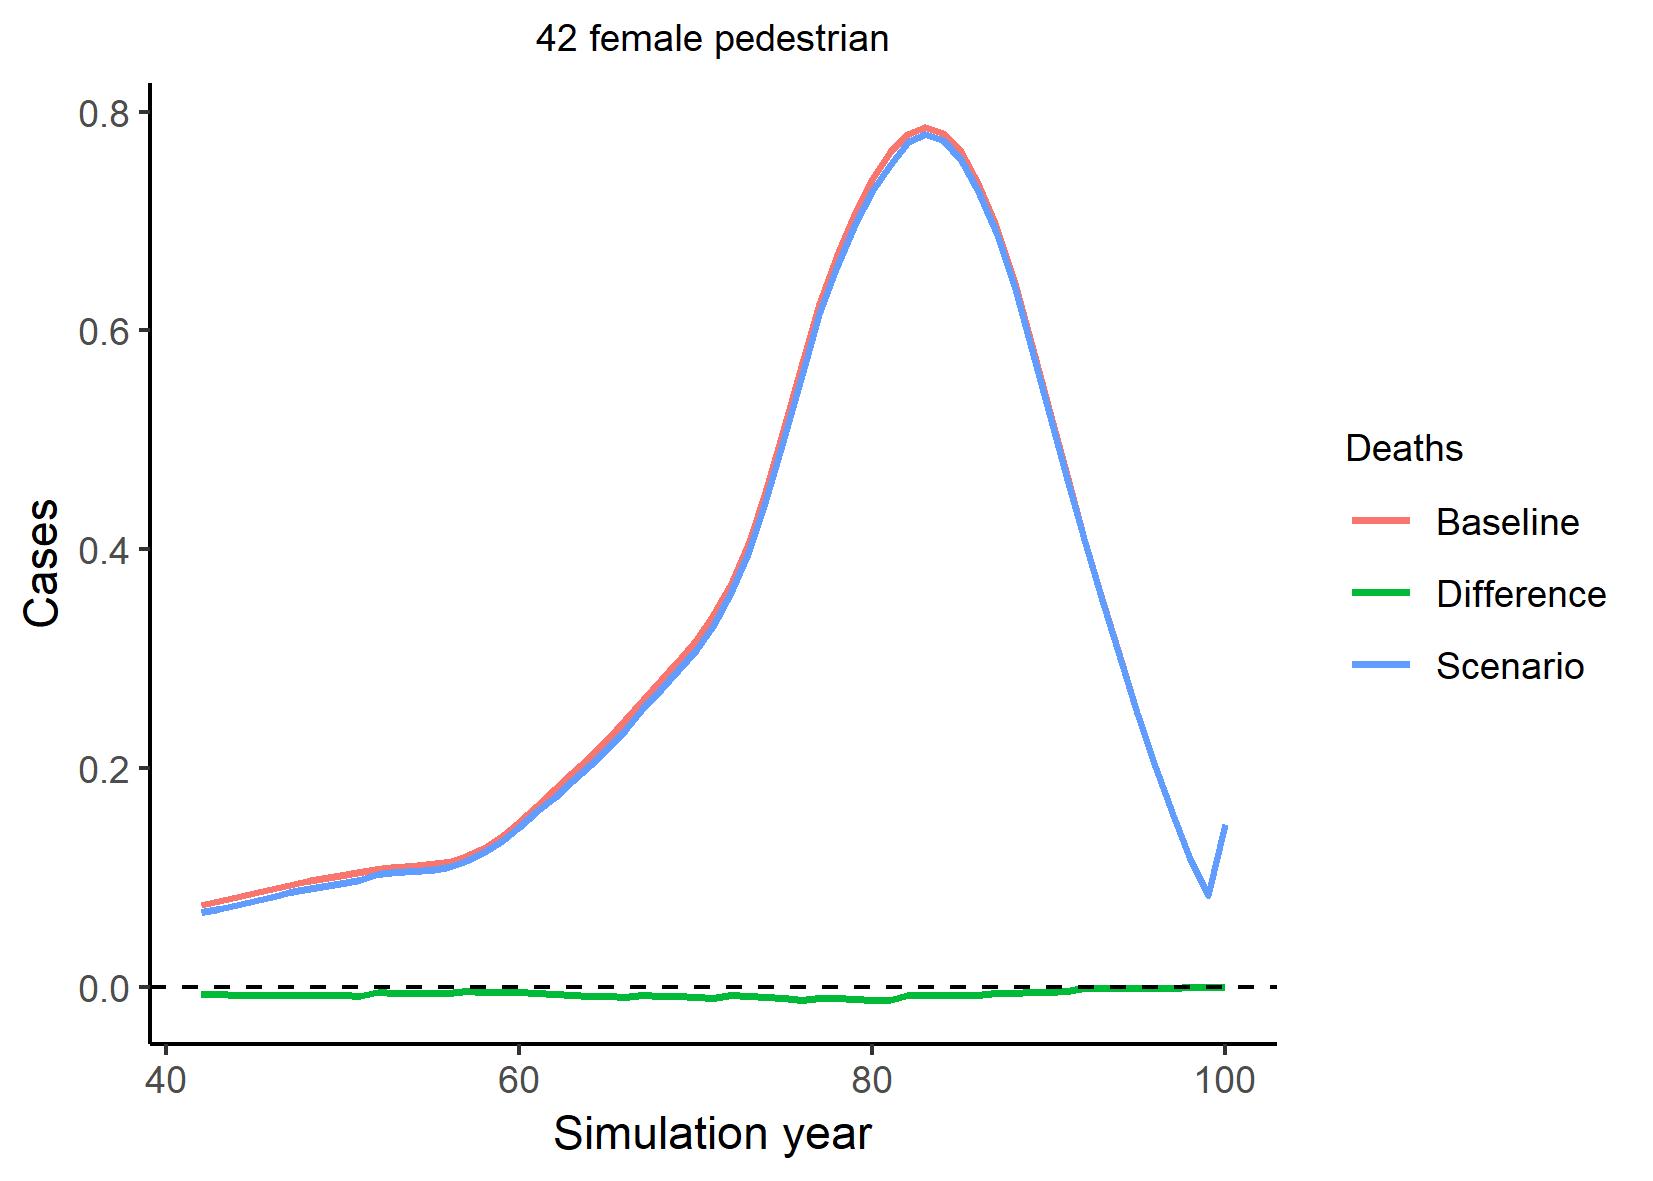 42 female pedestrian
Cases
0.8
0.6
0.4
0.2
0.0
40 60 80 100
Simulation year
Deaths
Baseline
Difference
Scenario